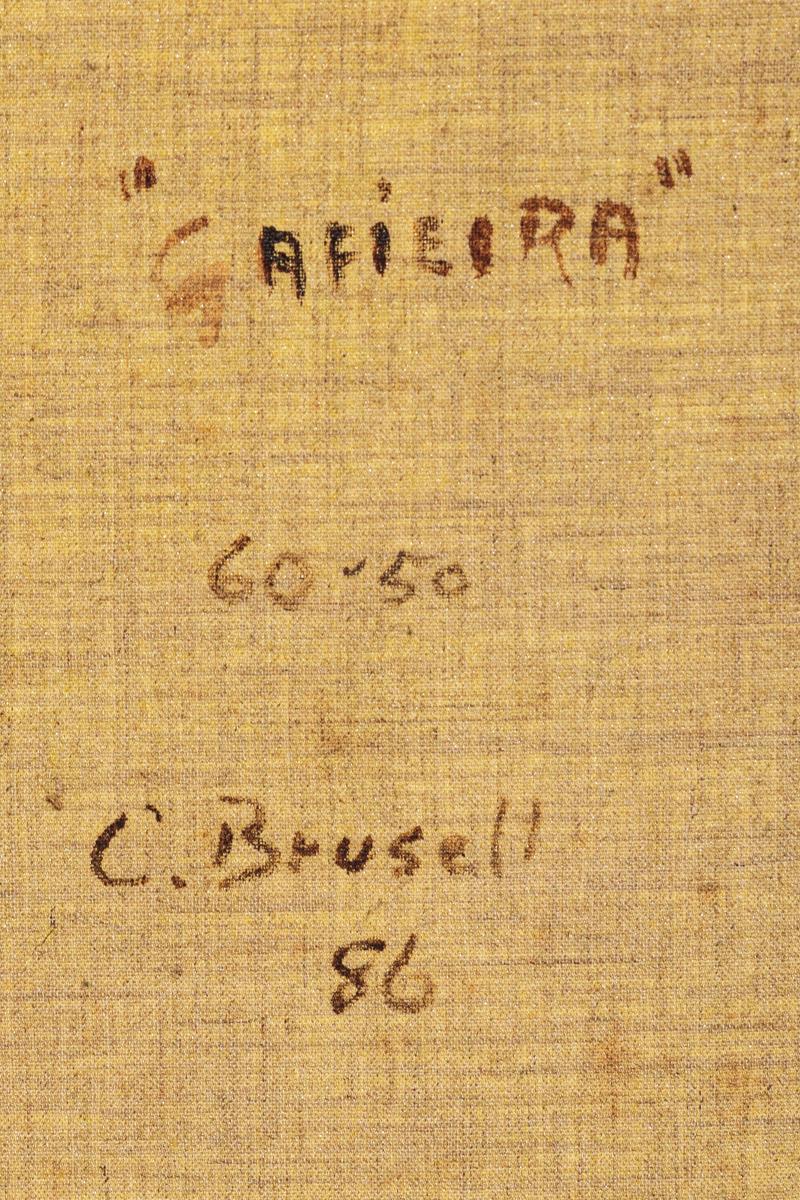 "GAFiEIRA"
60-50
C. Brusell
86